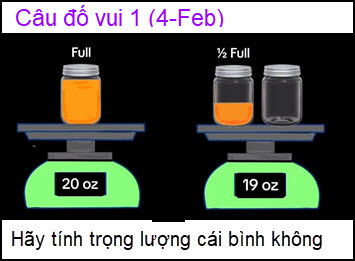 Câu đố vui 1 (4-Feb)
Full
½ Full
20 oz
19 oz
Hãy tính trọng lượng cái bình không